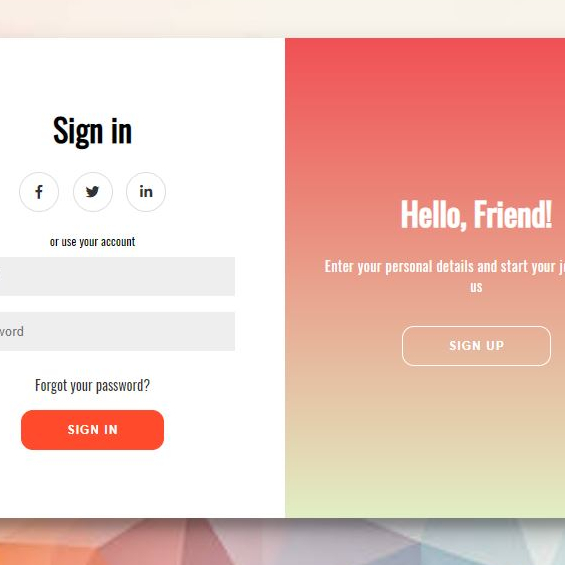 Sign in
f
in
or use your account
word
Forgot your password?
SIGN IN
Hello, Friend!
Enter your personal details and start your
us
SIGN UP